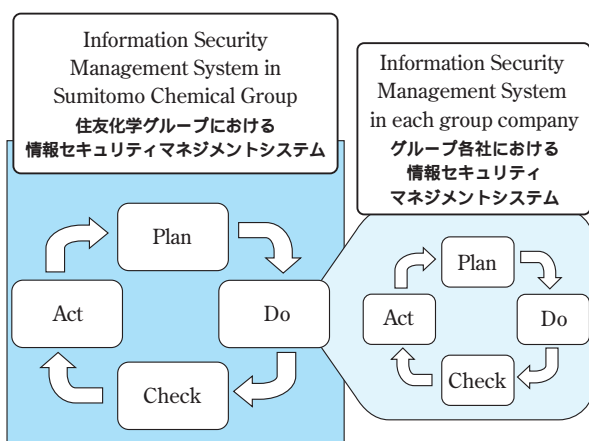 Information Security
Management System in
Sumitomo Chemical Group
住友化学グループにおける
情報セキュリティマネジメントシステム
Plan
Act
Do
Check
Information Security
Management System
in each group company
グループ各社における
情報セキュリティ
マネジメントシステム
Plan
Act
Do
Check